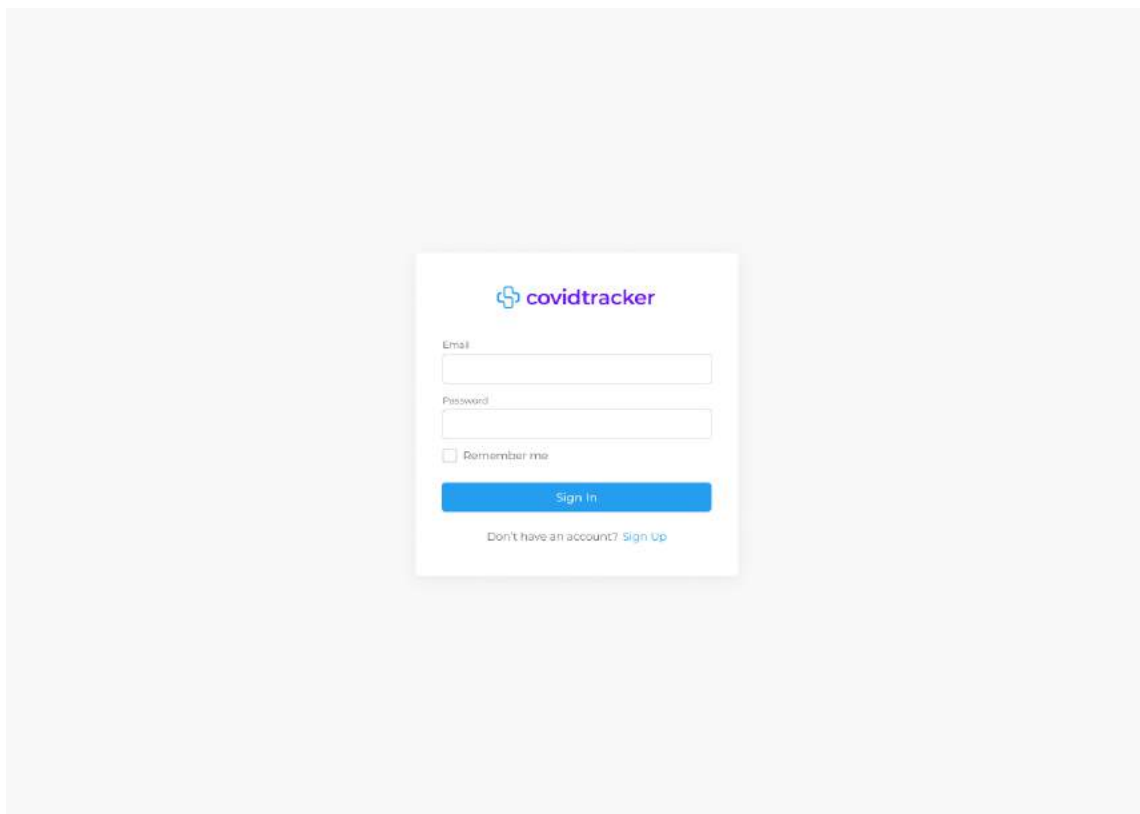 covidtracker
Email
Password
Remember me
Sign In
Don't have an account? Sign Up